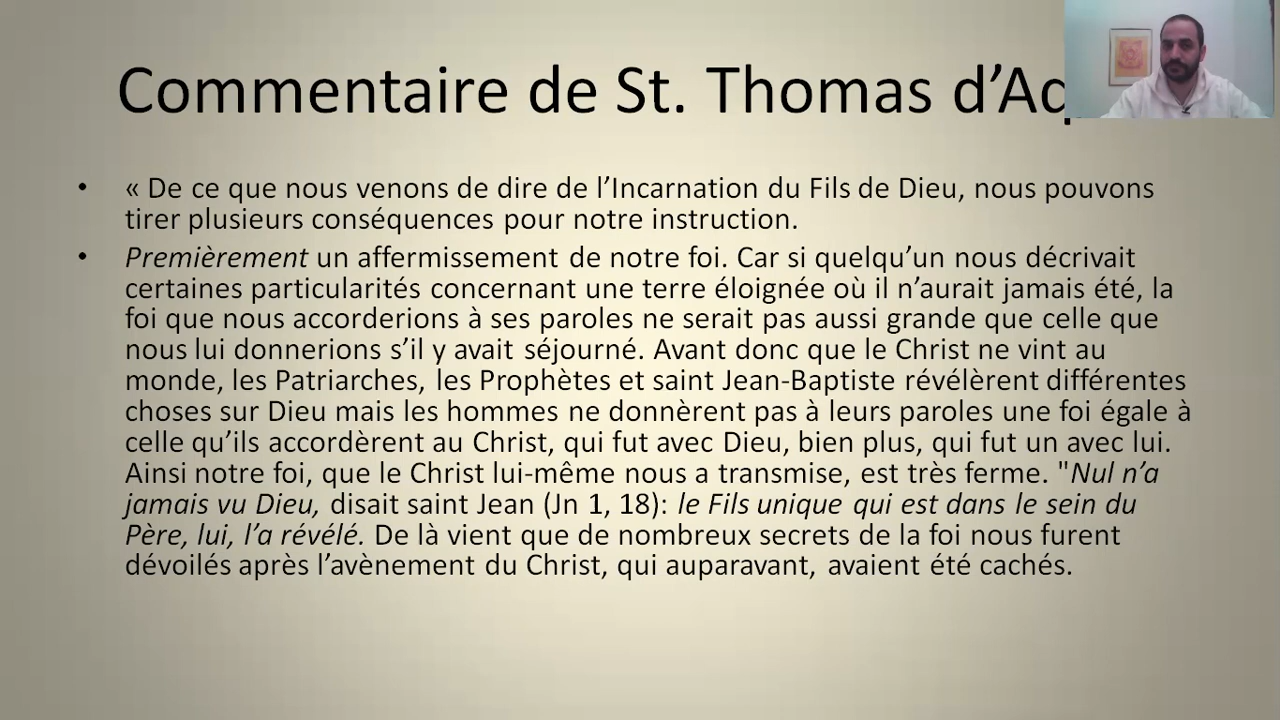 Commentaire de St. Thomas d’Aq
• « De ce que nous venons de dire de l’Incarnation du Fils de Dieu, nous pouvons
tirer plusieurs conséquences pour notre instruction.
• Premièrement un affermissement de notre foi. Car si quelqu’un nous décrivait
certaines particularités concernant une terre éloignée où il n’aurait jamais été, la
foi que nous accorderions à ses paroles ne serait pas aussi grande que celle que
nous lui donnerions s’il y avait séjourné. Avant donc que le Christ ne vint au
monde, les Patriarches, les Prophètes et saint Jean-Baptiste révélèrent différentes
choses sur Dieu mais les hommes ne donnèrent pas à leurs paroles une foi égale à
celle qu’ils accordèrent au Christ, qui fut avec Dieu, bien plus, qui fut un avec lui.
Ainsi notre foi, que le Christ lui-même nous a transmise, est très ferme. "Nul n’a
jamais vu Dieu, disait saint Jean (Jn 1, 18): le Fils unique qui est dans le sein du
Père, lui, l’a révélé. De là vient que de nombreux secrets de la foi nous furent
dévoilés après l’avènement du Christ, qui auparavant, avaient été cachés.